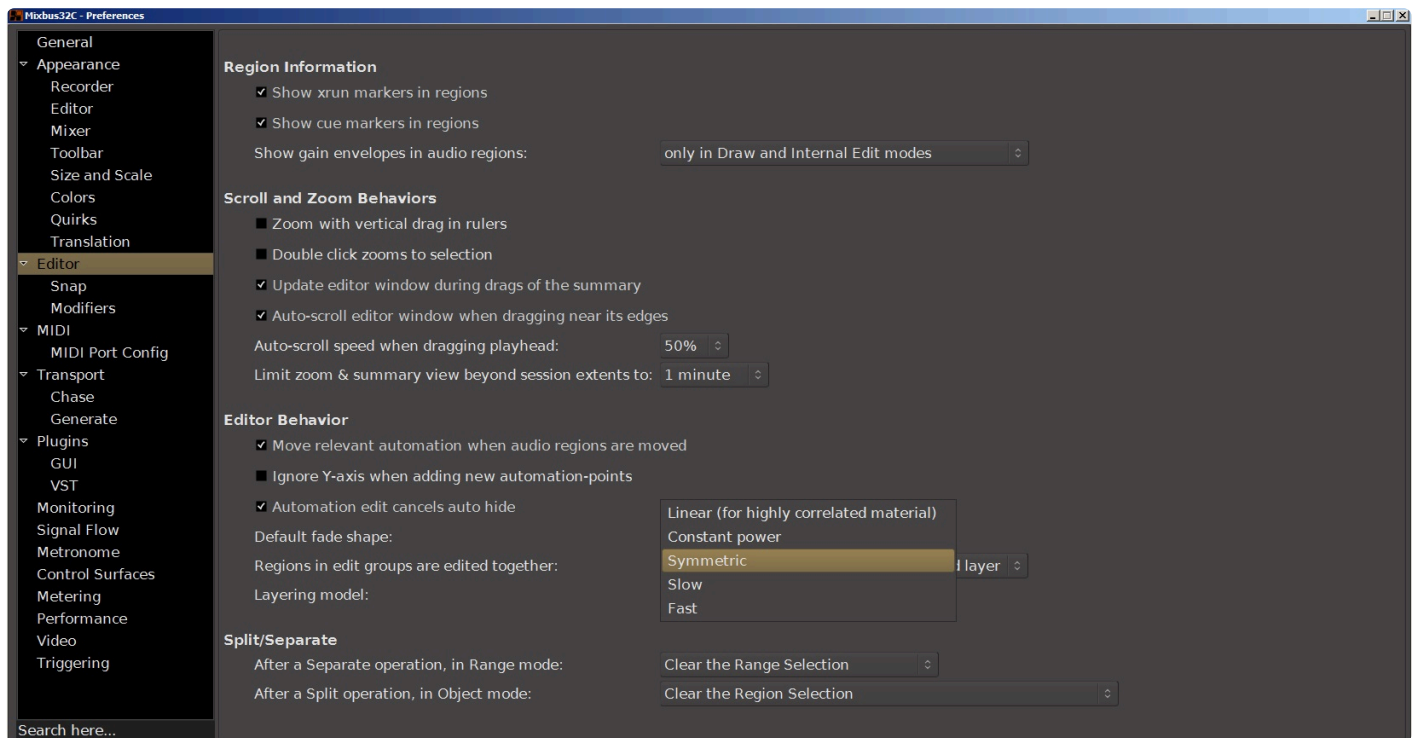 Mixbus32C - Preferences
General
Appearance
Recorder
Editor
Mixer
Toolbar
Size and Scale
Colors
Quirks
Translation
Editor
Snap
Modifiers
MIDI
MIDI Port Config
Transport
Chase
Generate
Plugins
GUI
VST
Monitoring
Signal Flow
Metronome
Control Surfaces
Metering
Performance
Video
Triggering
Search here...
Region Information
Show xrun markers in regions
Show cue markers in regions
Show gain envelopes in audio regions: only in Draw and Internal Edit modes
Scroll and Zoom Behaviors
Zoom with vertical drag in rulers
Double click zooms to selection
Update editor window during drags of the summary
Auto-scroll editor window when dragging near its edges
Auto-scroll speed when dragging playhead: 50%
Limit zoom & summary view beyond session extents to: 1 minute
Editor Behavior
Move relevant automation when audio regions are moved
Ignore Y-axis when adding new automation-points
Automation edit cancels auto hide
Default fade shape:
Regions in edit groups are edited together:
Layering model:
Linear (for highly correlated material)
Constant power
Symmetric
Slow
Fast
layer
Split/Separate
After a Separate operation, in Range mode: Clear the Range Selection
After a Split operation, in Object mode: Clear the Region Selection